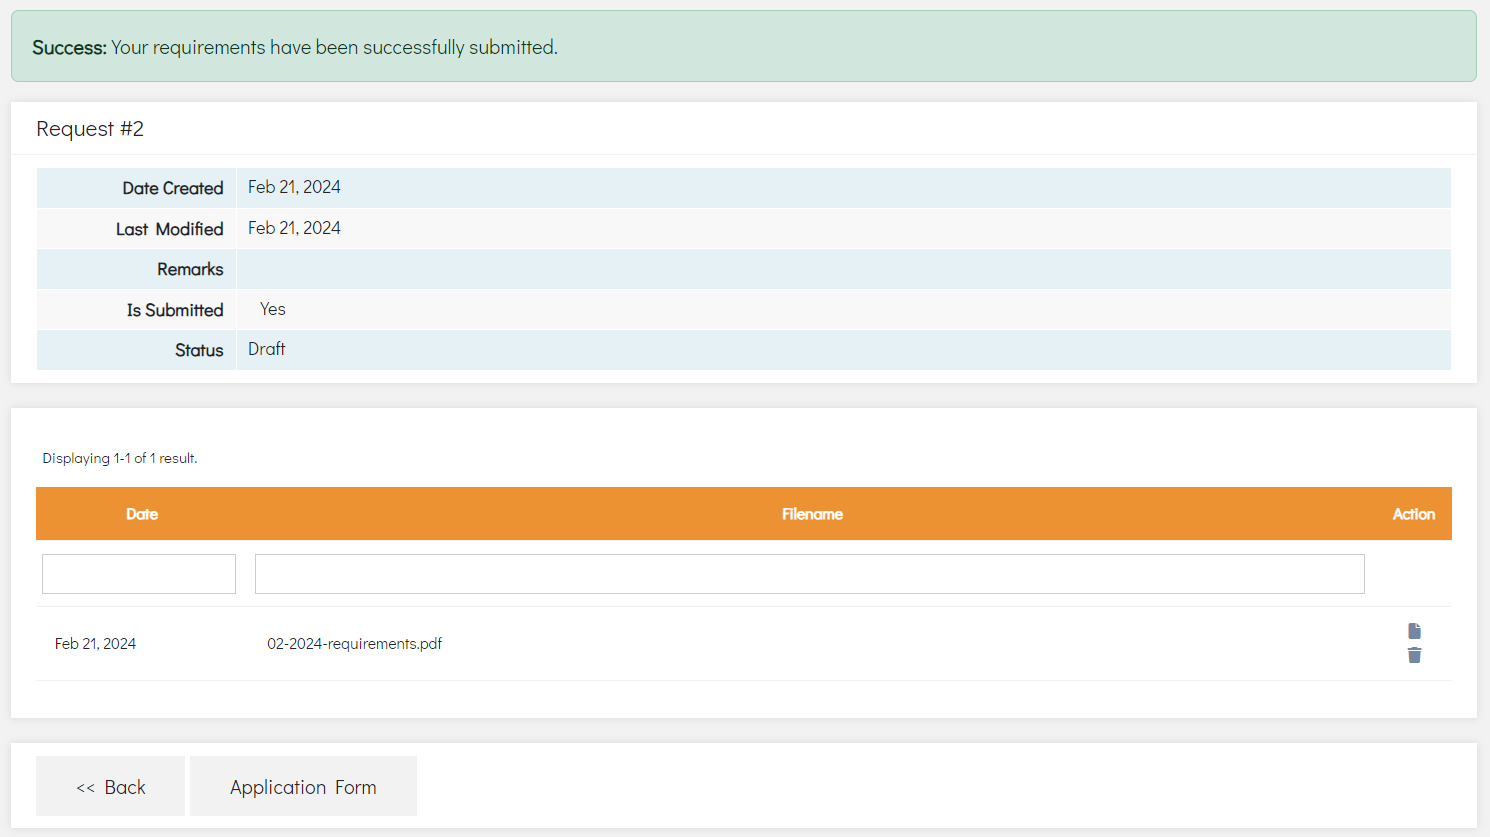 Success: Your requirements have been successfully submitted.
Request #2
Date Created Feb 21, 2024
Last Modified Feb 21, 2024
Remarks
Is Submitted Yes
Status Draft
Displaying 1-1 of 1 result.
Date Filename Action
Feb 21, 2024 02-2024-requirements.pdf
<< Back Application Form